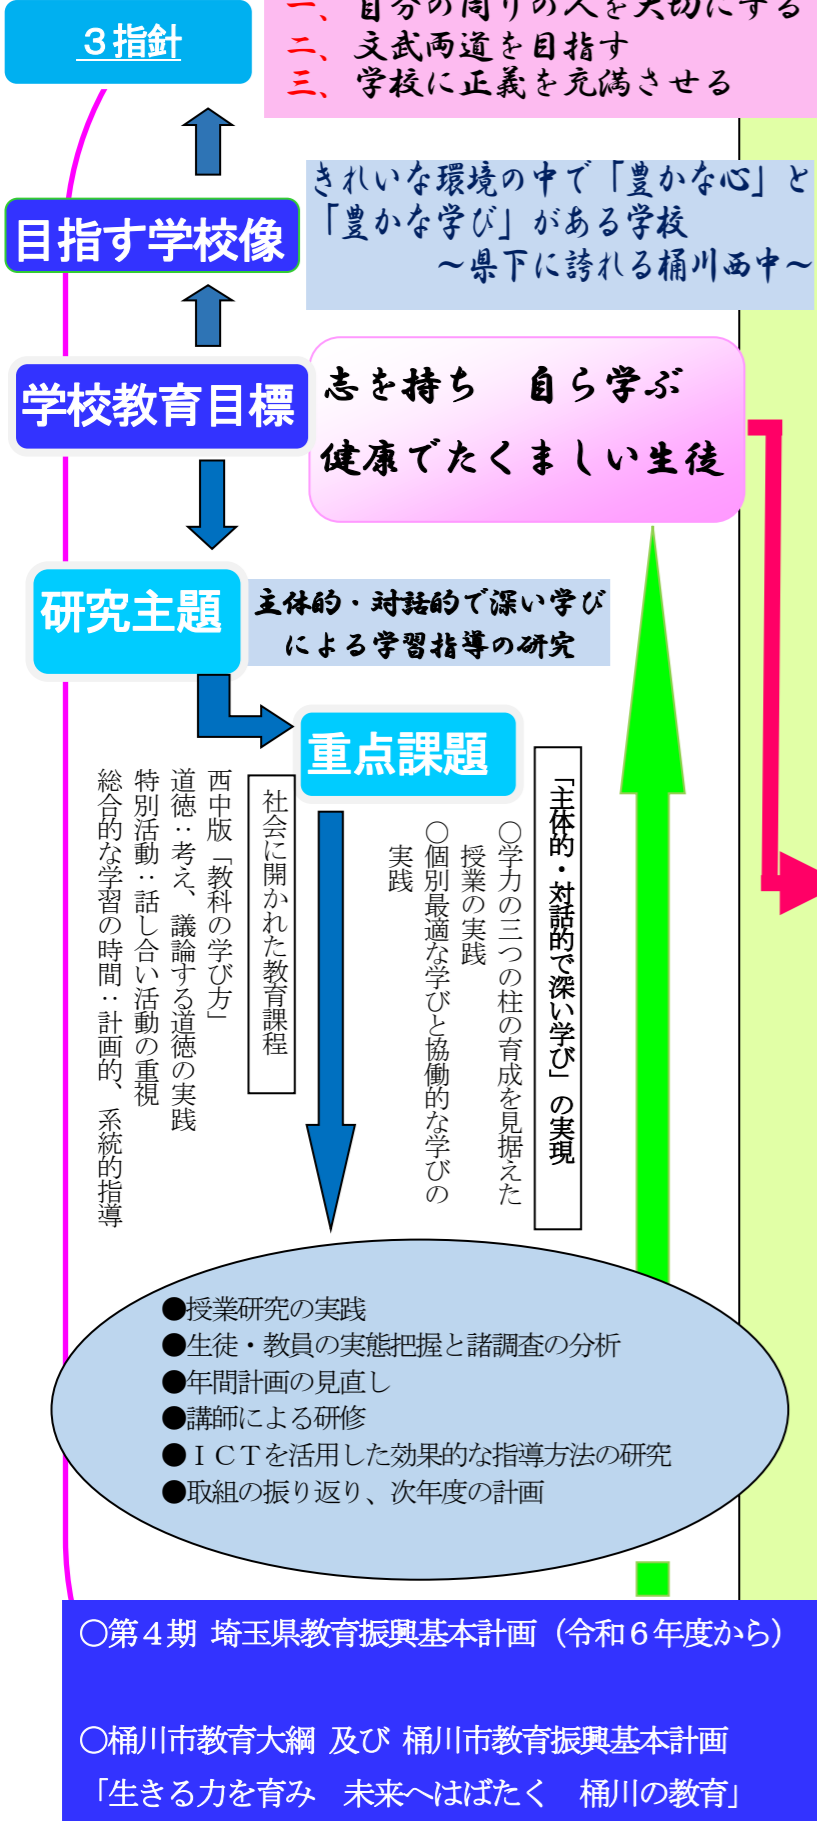 ３指針
一、自分の周りの人を大切にする
二、文武両道を目指す
三、学校に正義を充満させる
目指す学校像
きれいな環境の中で「豊かな心」と
「豊かな学び」がある学校
～県下に誇れる桶川西中～
学校教育目標
志を持ち　自ら学ぶ
健康でたくましい生徒
研究主題
主体的・対話的で深い学び
による学習指導の研究
重点課題
「主体的・対話的で深い学び」の実現
○学力の三つの柱の育成を見据えた
授業の実践
○個別最適な学びと協働的な学びの
実践
社会に開かれた教育課程
西中版「教科の学び方」
道徳：考え、議論する道徳の実践
特別活動：話し合い活動の重視
総合的な学習の時間：計画的、系統的指導
●授業研究の実践
●生徒・教員の実態把握と諸調査の分析
●年間計画の見直し
●講師による研修
●ＩＣＴを活用した効果的な指導方法の研究
●取組の振り返り、次年度の計画
○第４期 埼玉県教育振興基本計画（令和６年度から）
○桶川市教育大綱 及び 桶川市教育振興基本計画
「生きる力を育み　未来へはばたく　桶川の教育」